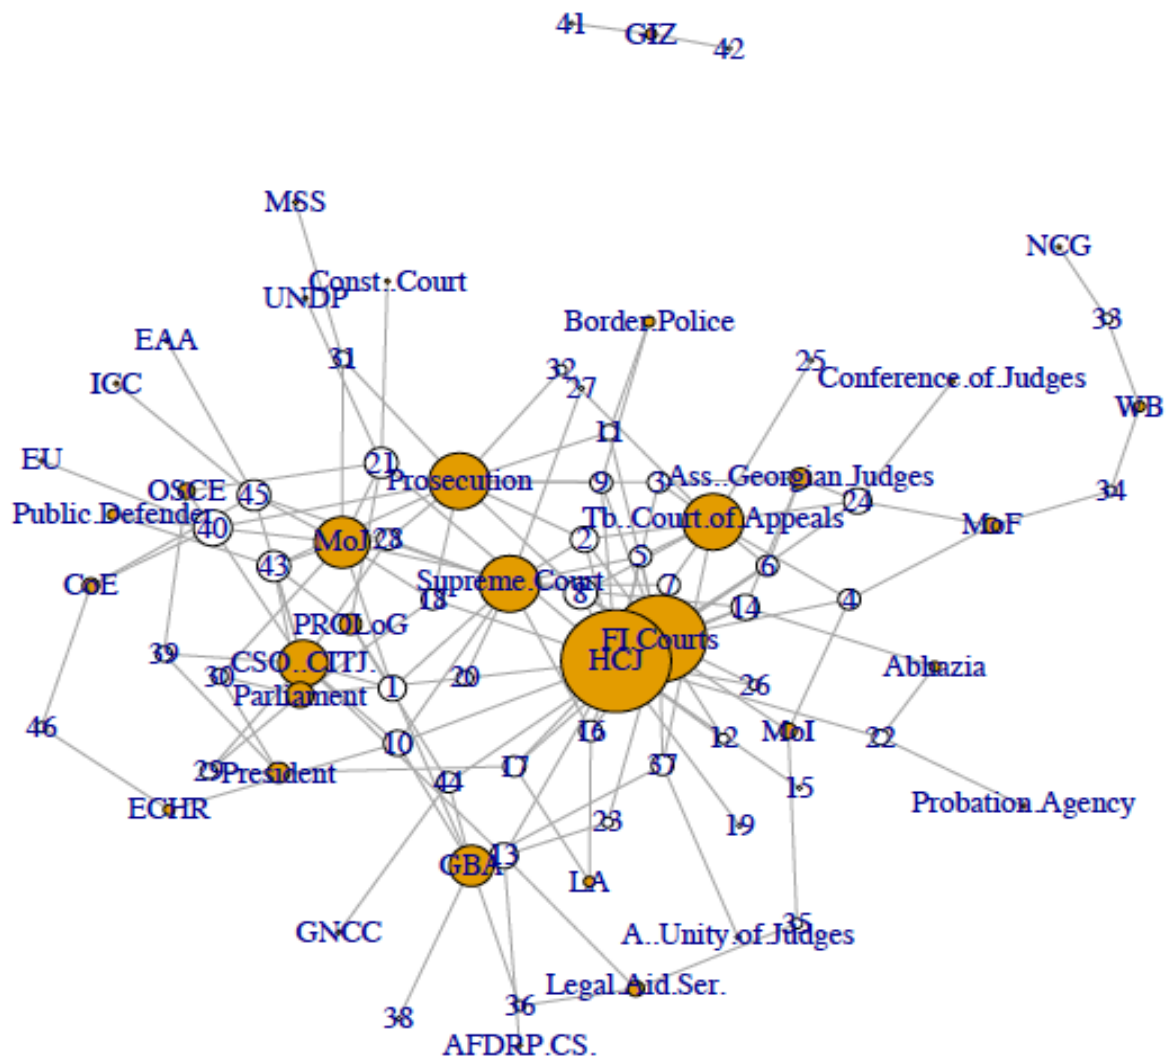 41
GIZ
42
MSS
NCG
Const..Court
UNDP
33
Border.Police
EAA
31
25
32
Conference.of.Judges
ICC
27
WB
11
EU
21
45
OSCE
Prosecution
9
3
Ass..Georgian.Judges
34
24
Public.Defender
40
Tb..Court.of.Appeals
MoF
MoJ
28
2
5
43
6
CoE
Supreme.Court
7
8
18
14
4
PROLoG
FI.Courts
39
CSO..CITJ.
HCJ
Abhazia
30
20
1
26
Parliament
46
16
MoI
12
22
10
29
President
17
37
44
15
ECHR
Probation.Agency
23
19
13
GBA
LA
GNCC
35
A..Unity.of.Judges
Legal.Aid.Ser.
36
38
AFDRP.CS.